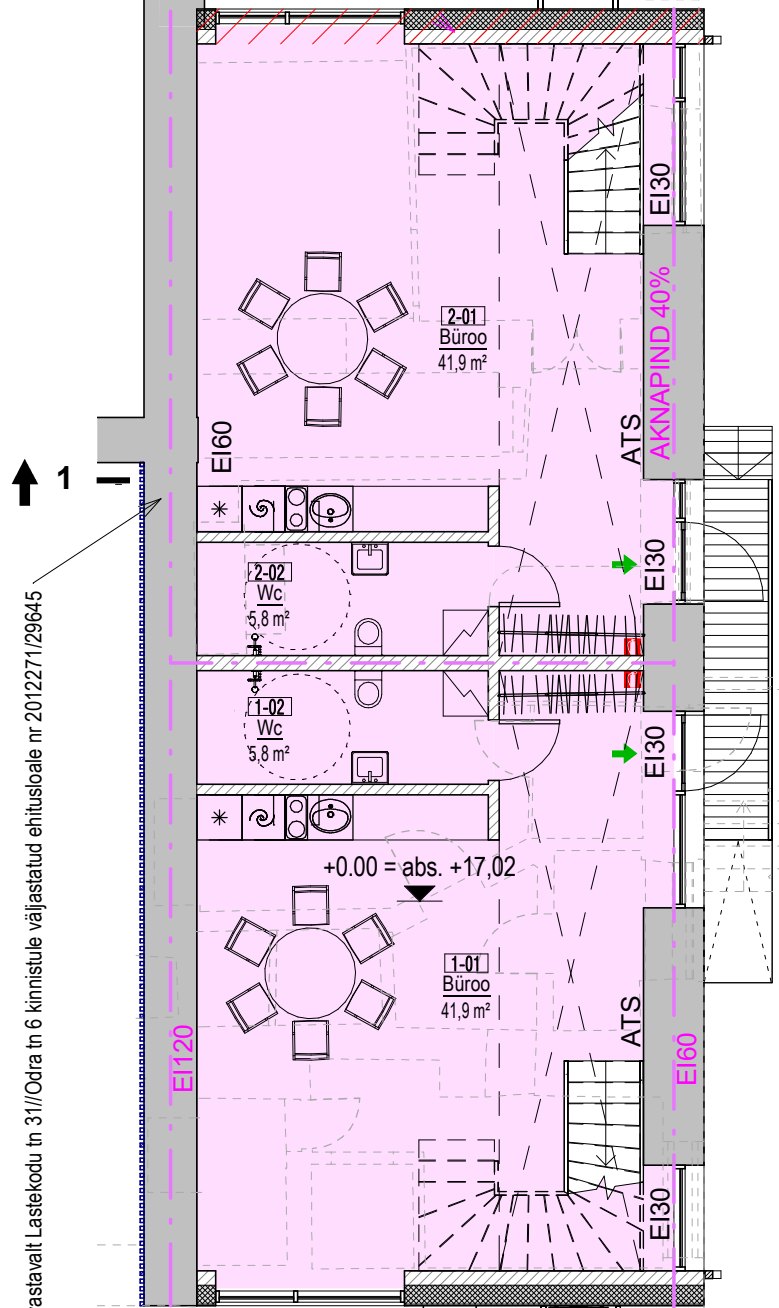 EI30
AKNAPIND 40%
2-01
Büroo
41,9 m²
ATS
EI60
1
2-02
Wc
5,8 m²
EI30
1-02
Wc
5,8 m²
EI30
+0.00 = abs. +17,02
1-01
Büroo
41,9 m²
ATS
EI120
EI60
EI30
rastavalt Lastekodu tn 31//Odra tn 6 kinnistule väljastatud ehitusloale nr 2012271/29645